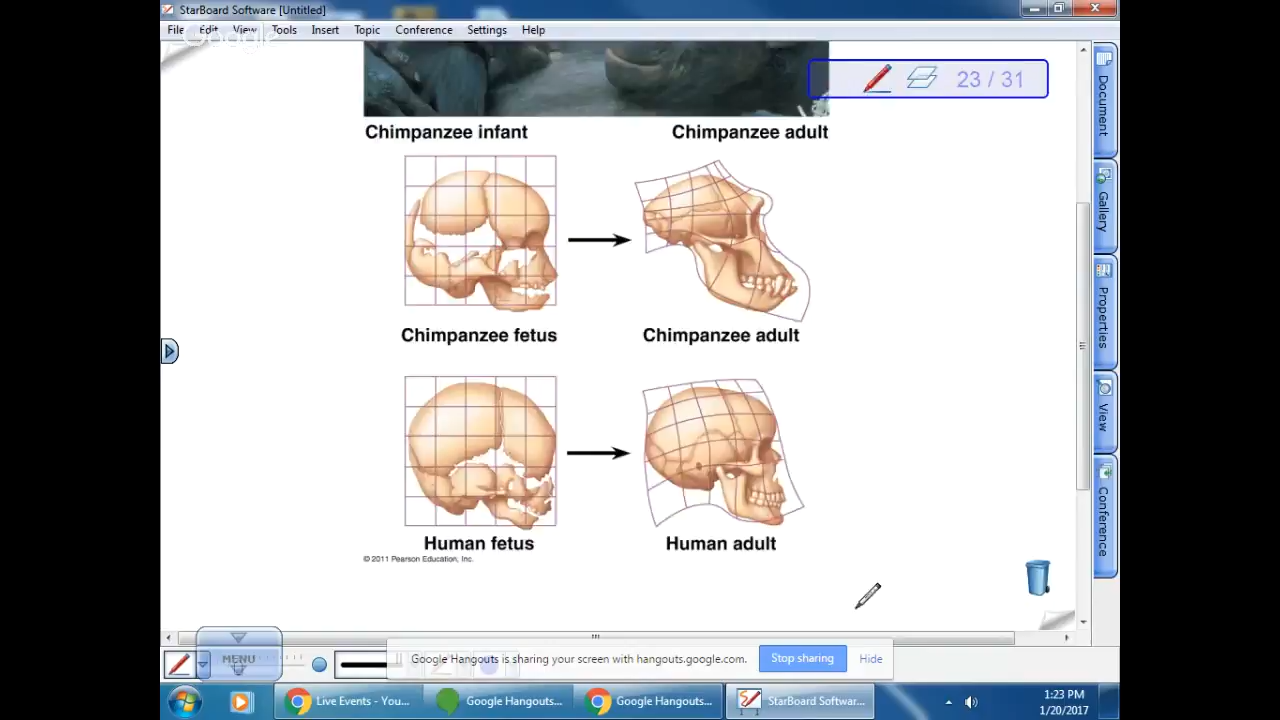 StarBoard Software [Untitled]
File Edit View Tools Insert Topic Conference Settings Help
Google
23 / 31
Chimpanzee infant Chimpanzee adult
Chimpanzee fetus Chimpanzee adult
Human fetus Human adult
© 2011 Pearson Education, Inc.
Document
Gallery
Properties
View
Conference
MENU
Google Hangouts is sharing your screen with hangouts.google.com. Stop sharing Hide
Live Events - You... Google Hangouts... Google Hangouts... StarBoard Softwar...
1:23 PM
1/20/2017